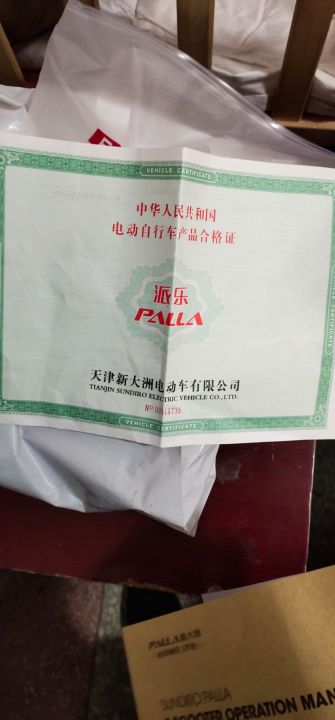 VEHICLE CERTIFICATE
中华人民共和国
电动自行车产品合格证
派乐
PALLA
天津新大洲电动车有限公司
TIANJIN SUNDIRO ELECTRIC VEHICLE CO.,LTD.
VEHICLE CERTIFICATE
PALLA
SUNDIRO PALLA
SCOOTER OPERATION MAN